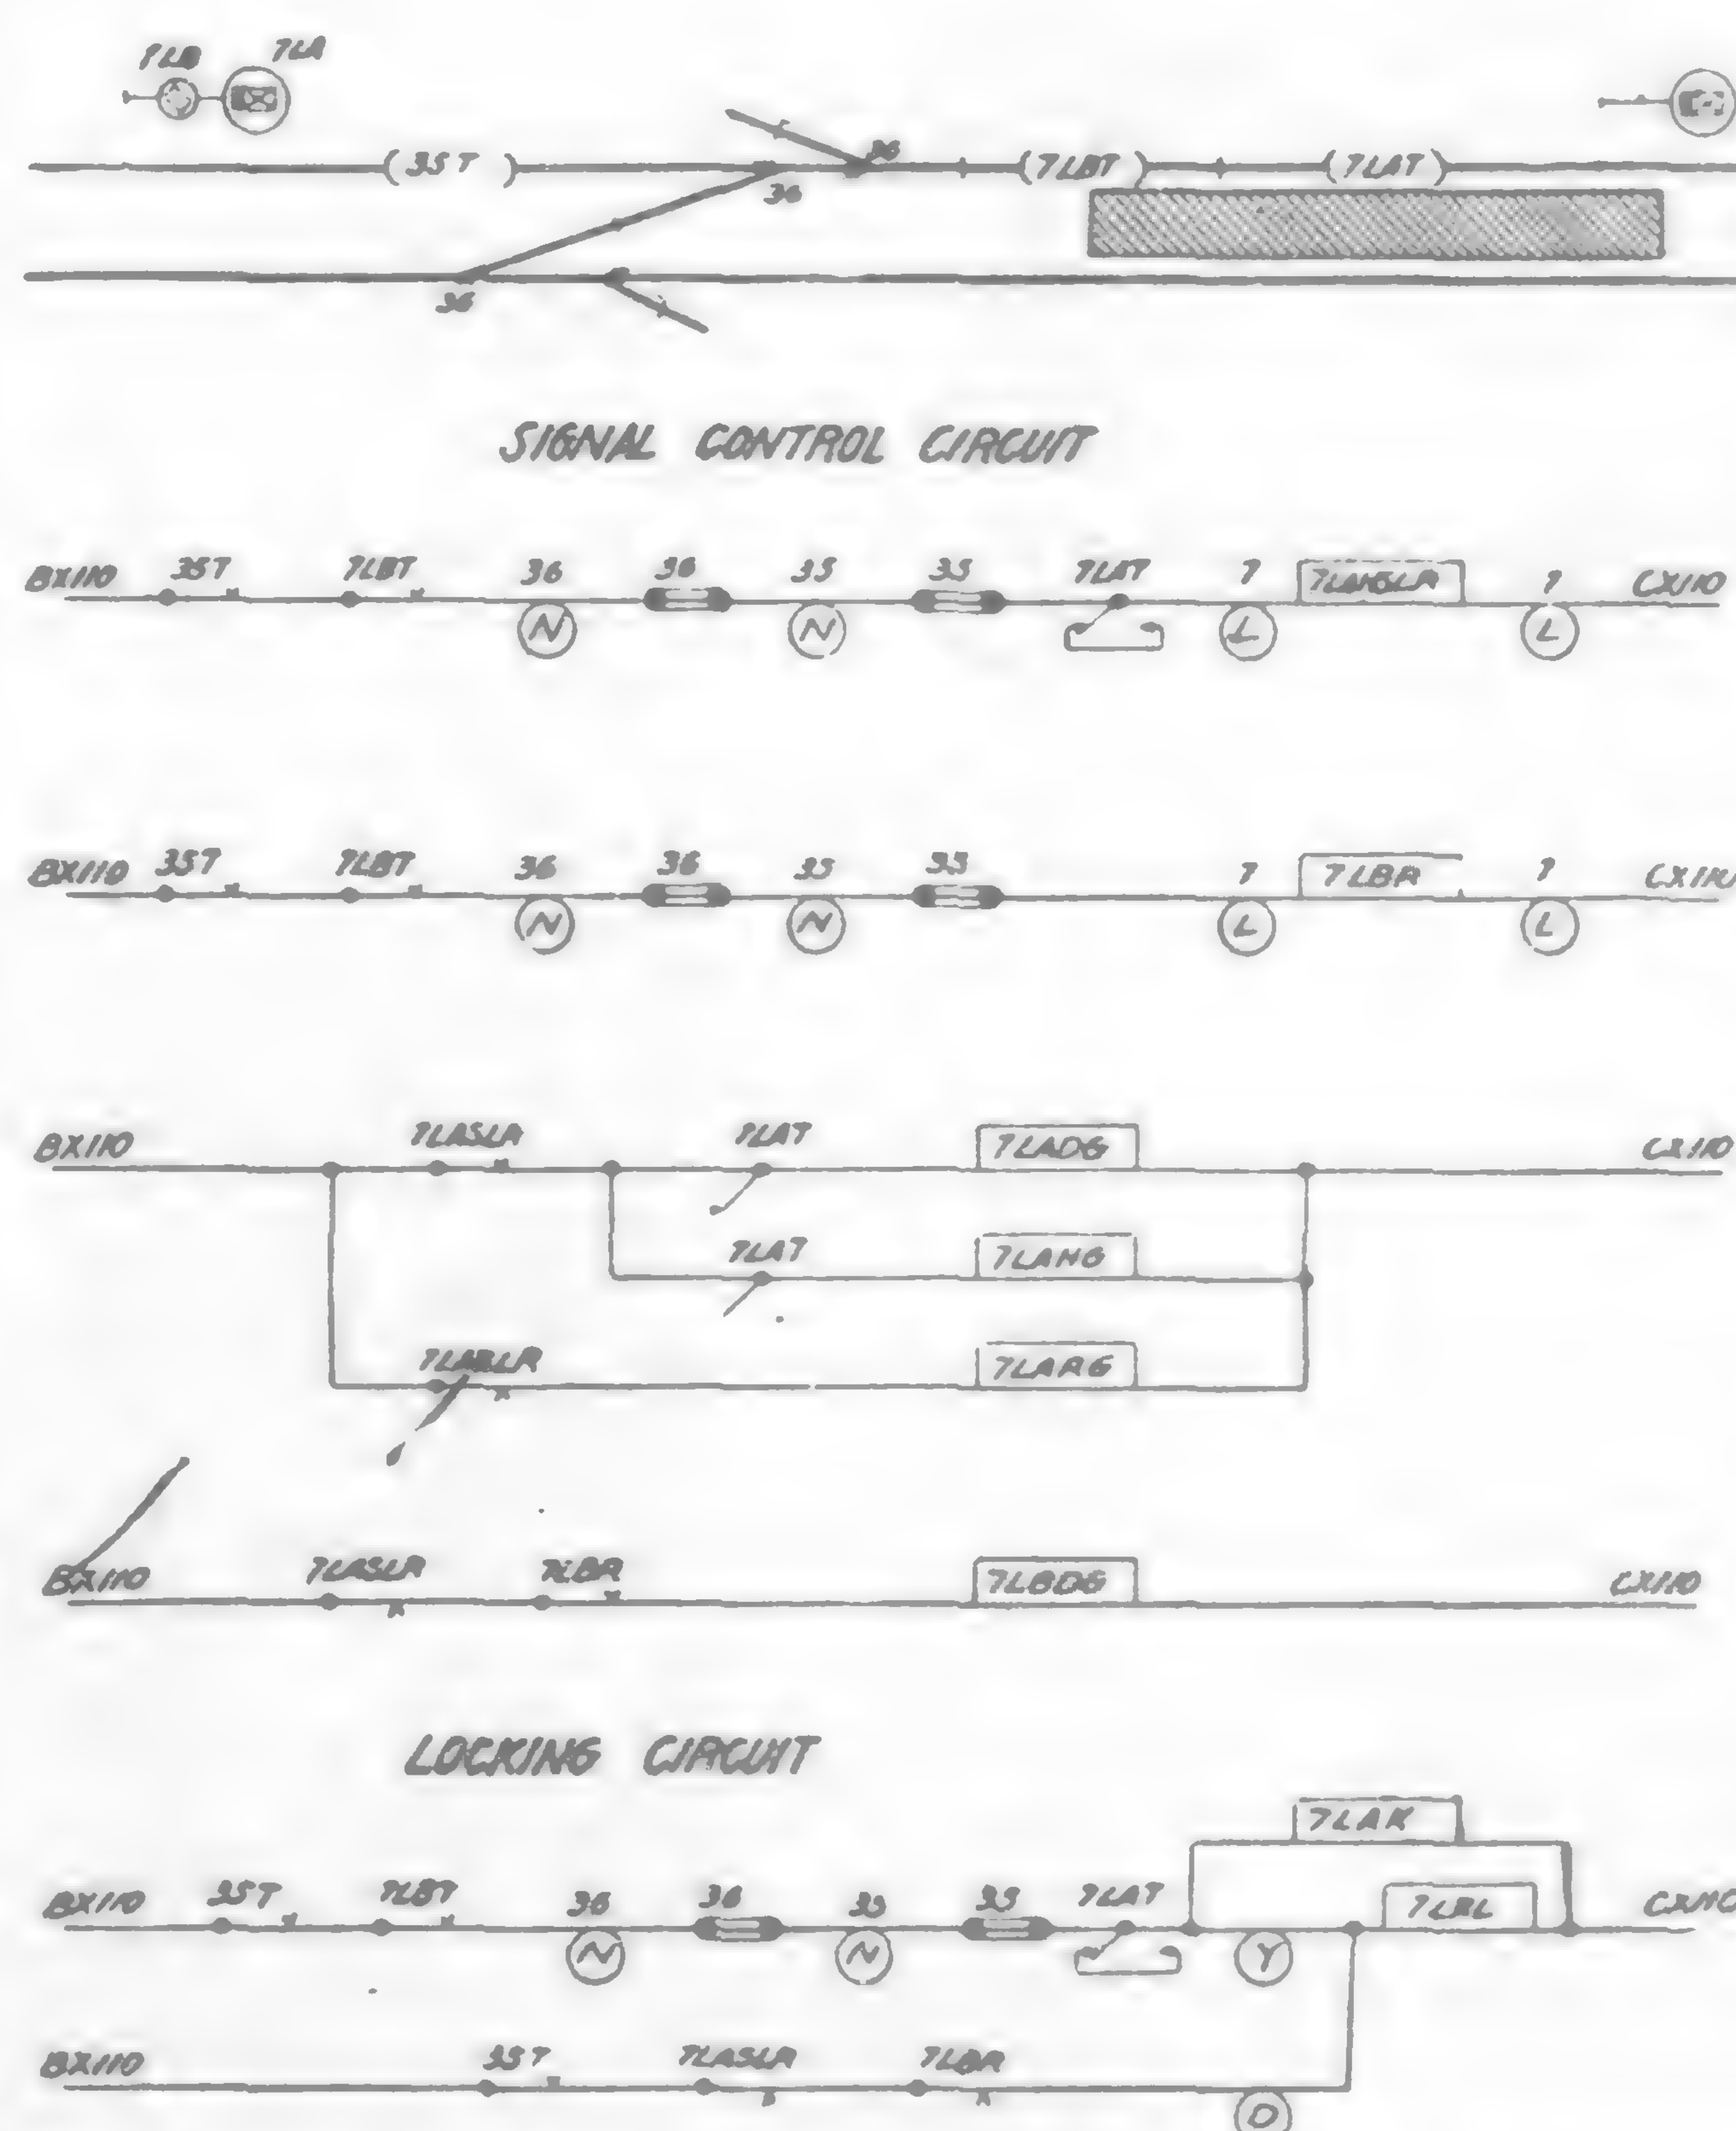 7LB 7LA
(35T) 36 (7LBT) (7LAT)
36
36
SIGNAL CONTROL CIRCUIT
BX110 35T 7LBT 36 36 35 35 7LAT 7 7 CX110
N N L L
BX110 35T 7LBT 36 36 35 35 7 7LBR 7 CX110
N N L L
BX110 7LASLR 7LAT 7LADG CX110
7LAT 7LAHG
7LARG
BX110 7LASLR 7LBR 7LBDG CX110
LOCKING CIRCUIT
7LAK
BX110 35T 7LBT 36 36 35 35 7LAT CX110
N N Y
BX110 35T 7LASLR 7LBR
D